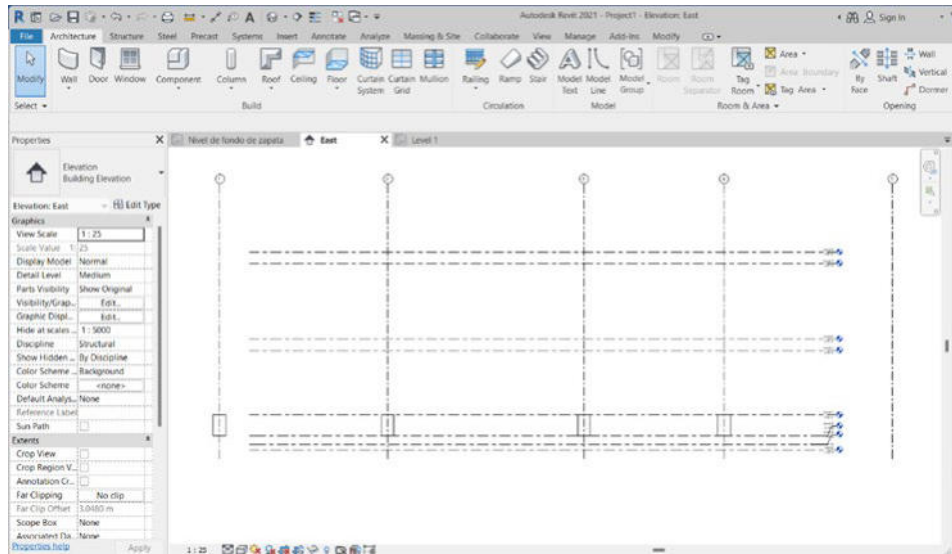 Autodesk Revit 2021 - Project1 - Elevation: East
Sign In
File Architecture Structure Steel Precast Systems Insert Annotate Analyze Massing & Site Collaborate View Manage Add-Ins Modify
Modify Wall Door Window Component Column Roof Ceiling Floor Curtain System Curtain Grid Mullion Railing Ramp Stair Model Text Model Line Model Group Room Room Separator Tag Room Area Area Boundary Tag Area By Face Shaft Wall Vertical Dormer
Select Build Circulation Model Room & Area Opening
Properties
Nivel de fondo de zapata East Level 1
Elevation
Building Elevation
Elevation: East Edit Type
Graphics
View Scale 1 : 25
Scale Value 1: 25
Display Model Normal
Detail Level Medium
Parts Visibility Show Original
Visibility/Grap... Edit...
Graphic Displ... Edit...
Hide at scales ... 1 : 5000
Discipline Structural
Show Hidden ... By Discipline
Color Scheme ... Background
Color Scheme <none>
Default Analys... None
Reference Label
Sun Path
Extents
Crop View
Crop Region V...
Annotation Cr...
Far Clipping No clip
Far Clip Offset 3.0480 m
Scope Box None
Associated Da... None
Properties help Apply
1 : 25